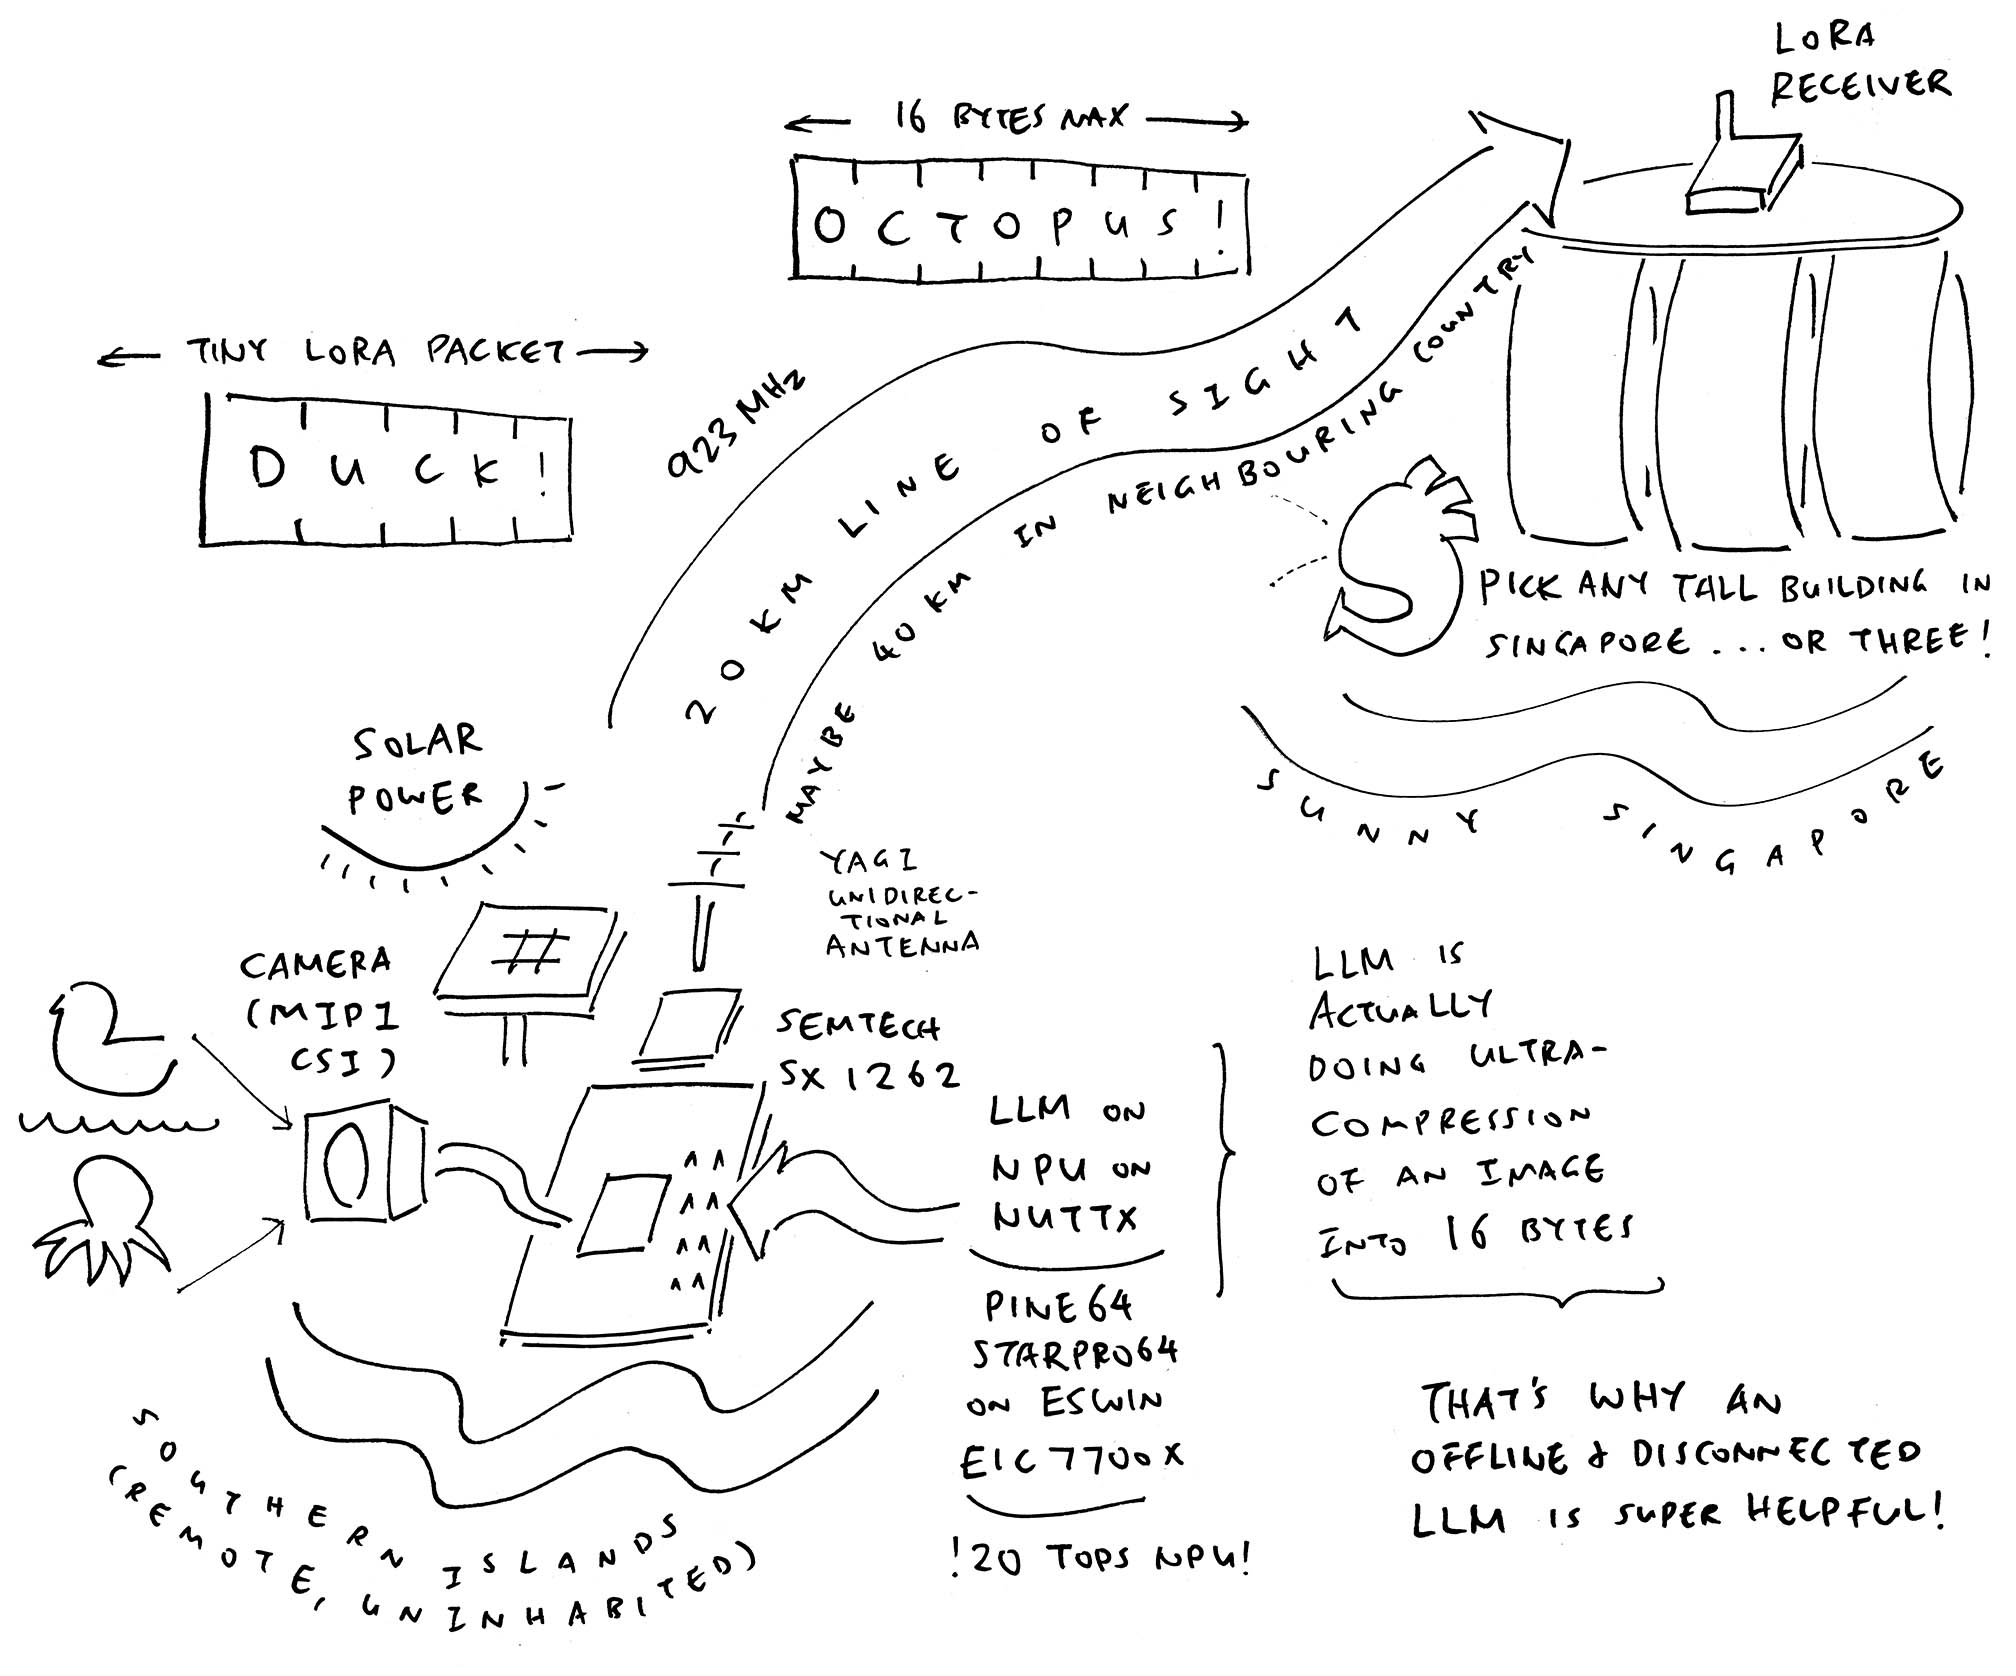 LORA
RECEIVER
← 16 BYTES MAX →
OCTOPUS!
← TINY LORA PACKET →
DUCK!
923 MHz
20 KM LINE OF SIGHT
MAYBE 40 KM IN NEIGHBOURING COUNTRY
PICK ANY TALL BUILDING IN
SINGAPORE ... OR THREE!
SUNNY SINGAPORE
SOLAR
POWER
YAGI
UNIDIREC-
TIONAL
ANTENNA
CAMERA
(MIPI
CSI)
SEMTECH
SX1262
LLM ON
NPU ON
NUTTX
PINE64
STARPRO64
ON ESWIN
EIC7700X
!20 TOPS NPU!
LLM IS
ACTUALLY
DOING ULTRA-
COMPRESSION
OF AN IMAGE
INTO 16 BYTES
THAT'S WHY AN
OFFLINE & DISCONNECTED
LLM IS SUPER HELPFUL!
SOUTHERN ISLANDS
(REMOTE, UNINHABITED)